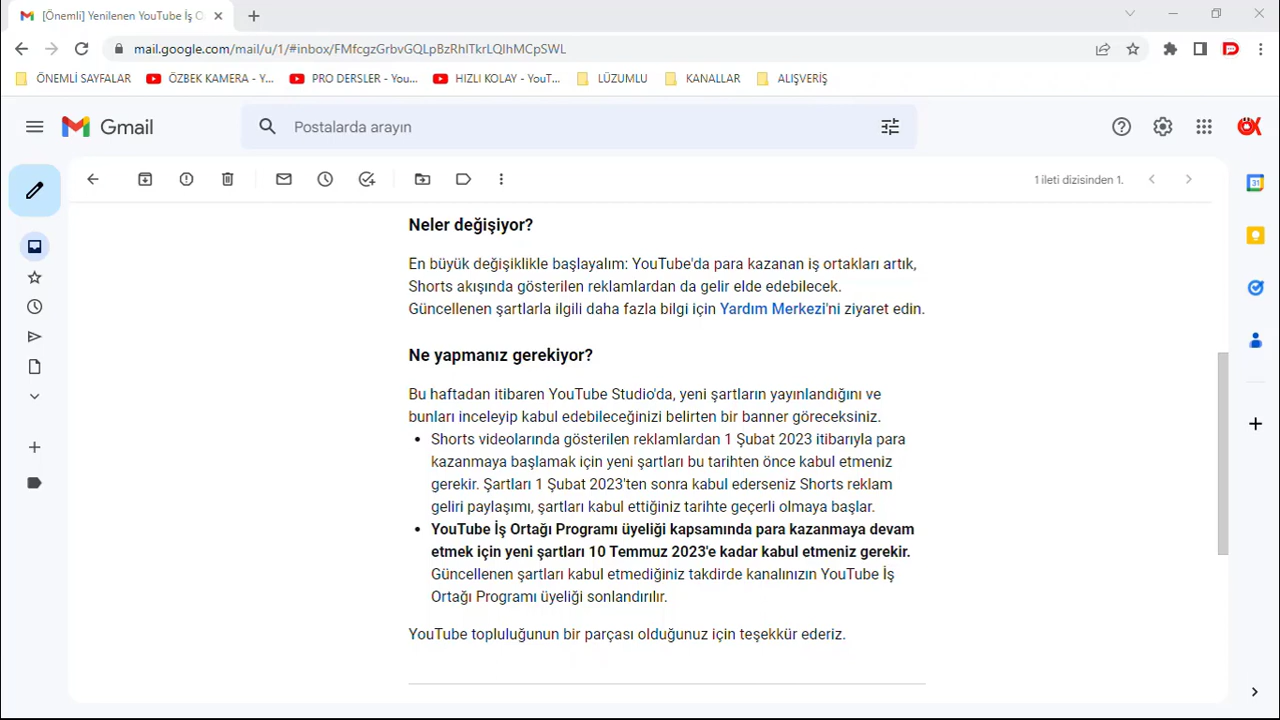 [Önemli] Yenilenen YouTube İş O
mail.google.com/mail/u/1/#inbox/FMfcgzGrbvGQLpBzRhlTkrLQlhMCpSWL
ÖNEMLİ SAYFALAR
ÖZBEK KAMERA - Y...
PRO DERSLER - You...
HIZLI KOLAY - YouT...
LÜZUMLU
KANALLAR
ALIŞVERİŞ
Gmail
Postalarda arayın
1 ileti dizisinden 1.
31
Neler değişiyor?
En büyük değişiklikle başlayalım: YouTube'da para kazanan iş ortakları artık,
Shorts akışında gösterilen reklamlardan da gelir elde edebilecek.
Güncellenen şartlarla ilgili daha fazla bilgi için Yardım Merkezi'ni ziyaret edin.
Ne yapmanız gerekiyor?
Bu haftadan itibaren YouTube Studio'da, yeni şartların yayınlandığını ve
bunları inceleyip kabul edebileceğinizi belirten bir banner göreceksiniz.
• Shorts videolarında gösterilen reklamlardan 1 Şubat 2023 itibarıyla para
kazanmaya başlamak için yeni şartları bu tarihten önce kabul etmeniz
gerekir. Şartları 1 Şubat 2023'ten sonra kabul ederseniz Shorts reklam
geliri paylaşımı, şartları kabul ettiğiniz tarihte geçerli olmaya başlar.
• YouTube İş Ortağı Programı üyeliği kapsamında para kazanmaya devam
etmek için yeni şartları 10 Temmuz 2023'e kadar kabul etmeniz gerekir.
Güncellenen şartları kabul etmediğiniz takdirde kanalınızın YouTube İş
Ortağı Programı üyeliği sonlandırılır.
YouTube topluluğunun bir parçası olduğunuz için teşekkür ederiz.